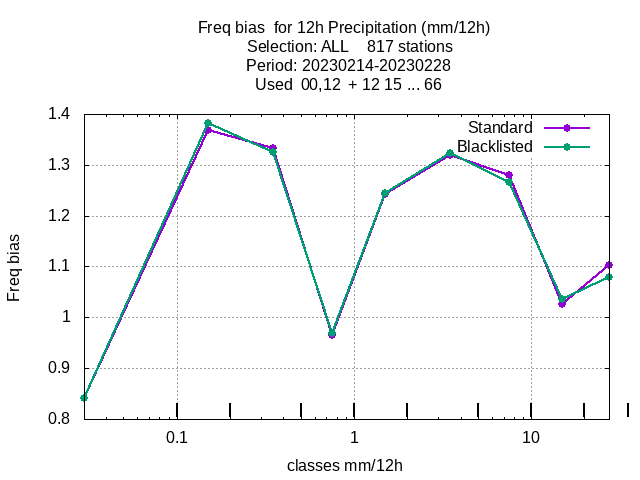 Freq bias  for 12h Precipitation (mm/12h)
Selection: ALL    817 stations
Period: 20230214-20230228
Used  00,12  + 12 15 ... 66
Standard
Blacklisted
1.4
1.3
1.2
1.1
1
0.9
0.8
Freq bias
0.1
1
10
classes mm/12h